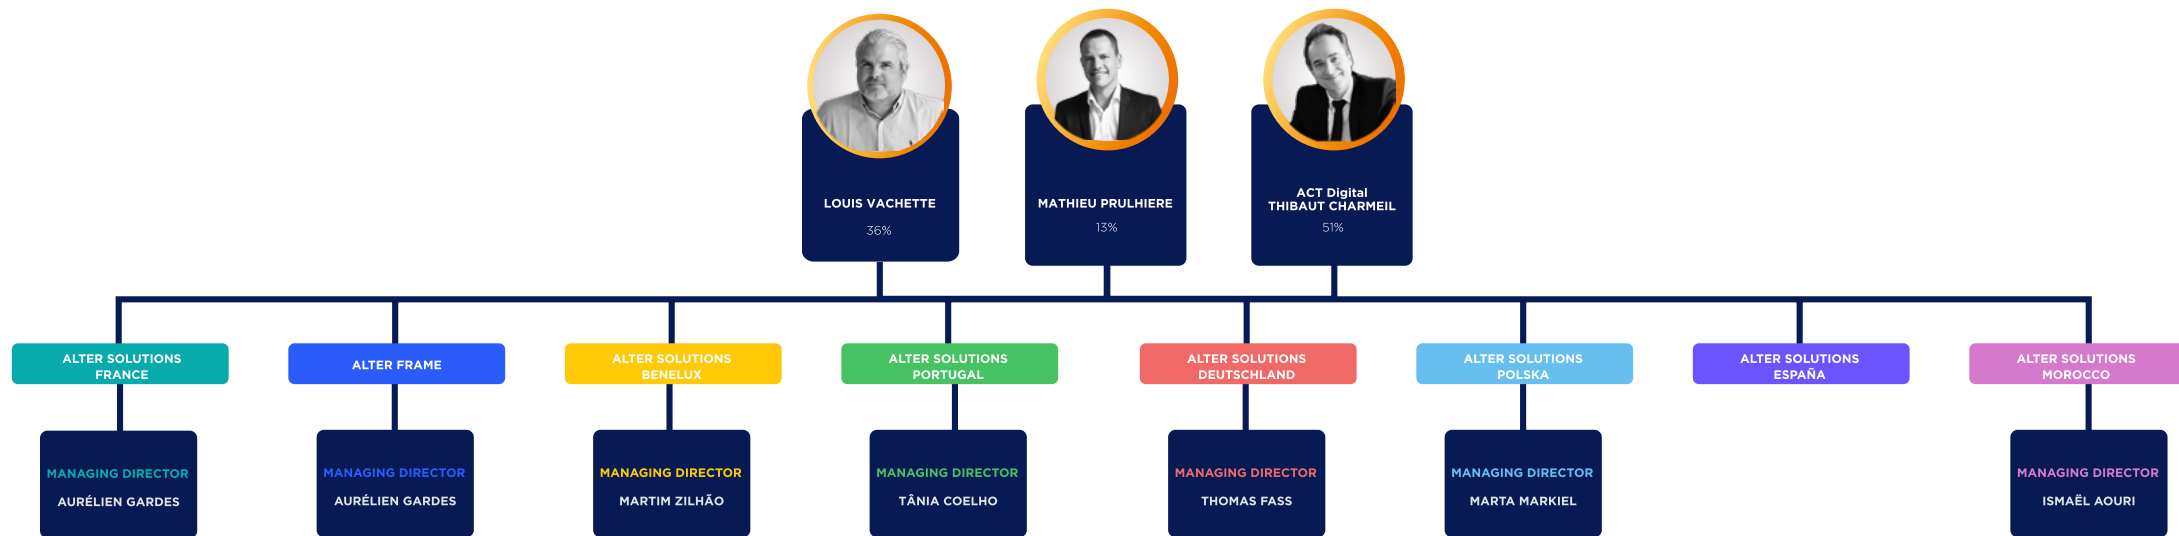 LOUIS VACHETTE
36%
MATHIEU PRULHIERE
13%
ACT Digital
THIBAUT CHARMEIL
51%
ALTER SOLUTIONS
FRANCE
ALTER FRAME
ALTER SOLUTIONS
BENELUX
ALTER SOLUTIONS
PORTUGAL
ALTER SOLUTIONS
DEUTSCHLAND
ALTER SOLUTIONS
POLSKA
ALTER SOLUTIONS
ESPAÑA
ALTER SOLUTIONS
MOROCCO
MANAGING DIRECTOR
AURÉLIEN GARDES
MANAGING DIRECTOR
AURÉLIEN GARDES
MANAGING DIRECTOR
MARTIM ZILHÃO
MANAGING DIRECTOR
TÂNIA COELHO
MANAGING DIRECTOR
THOMAS FASS
MANAGING DIRECTOR
MARTA MARKIEL
MANAGING DIRECTOR
ISMAËL AOURI